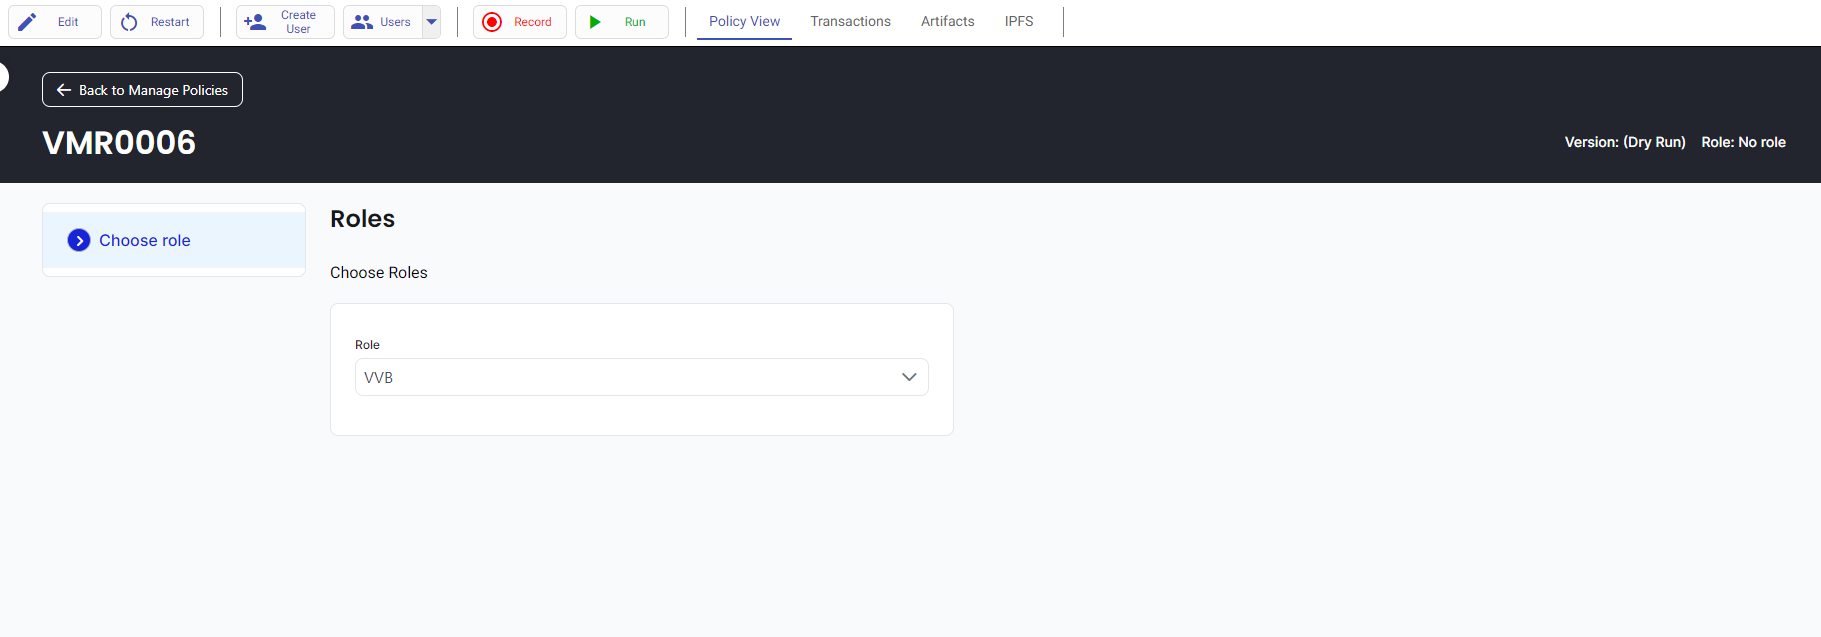 Edit
Restart
Create
User
Users
Record
Run
Policy View
Transactions
Artifacts
IPFS
Back to Manage Policies
VMR0006
Version: (Dry Run)
Role: No role
Choose role
Roles
Choose Roles
Role
VVB